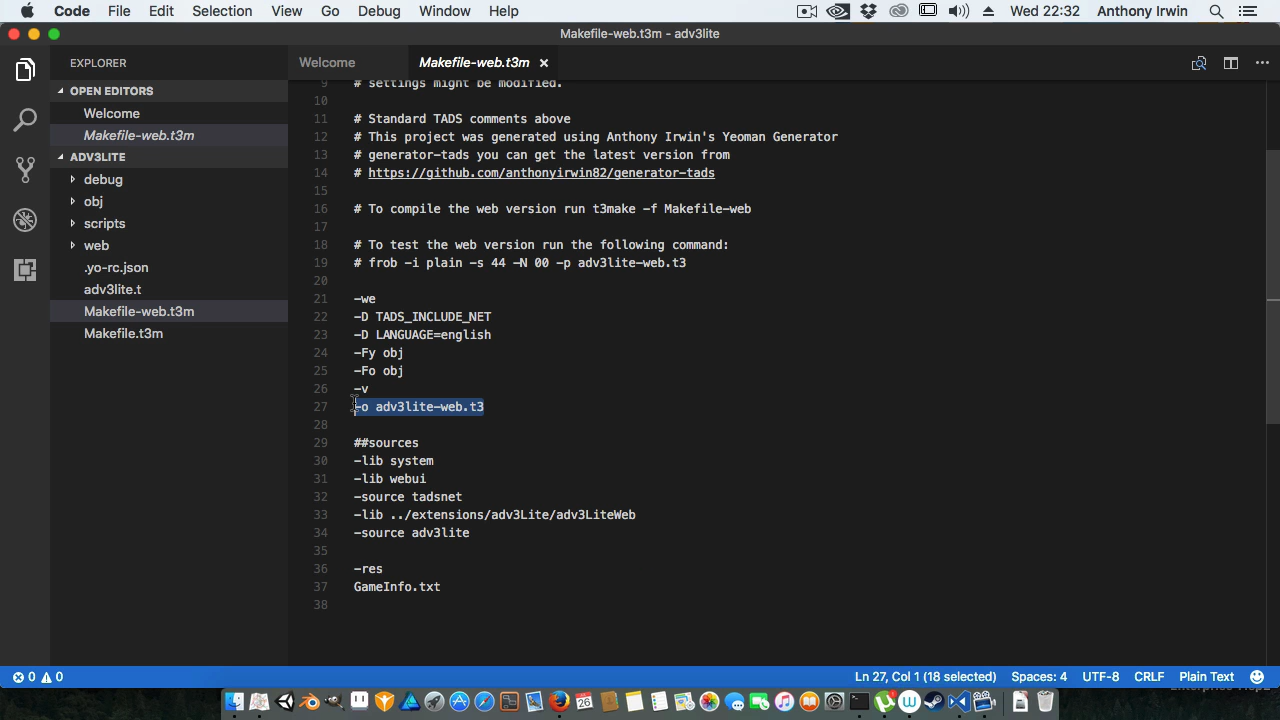 Code File Edit Selection View Go Debug Window Help Wed 22:32 Anthony Irwin
Makefile-web.t3m - adv3lite
EXPLORER
OPEN EDITORS
Welcome
Makefile-web.t3m
ADV3LITE
debug
obj
scripts
web
.yo-rc.json
adv3lite.t
Makefile-web.t3m
Makefile.t3m
Welcome Makefile-web.t3m
9 # settings might be modified.
10
11 # Standard TADS comments above
12 # This project was generated using Anthony Irwin's Yeoman Generator
13 # generator-tads you can get the latest version from
14 # https://github.com/anthonyirwin82/generator-tads
15
16 # To compile the web version run t3make -f Makefile-web
17
18 # To test the web version run the following command:
19 # frob -i plain -s 44 -N 00 -p adv3lite-web.t3
20
21 -we
22 -D TADS_INCLUDE_NET
23 -D LANGUAGE=english
24 -Fy obj
25 -Fo obj
26 -v
27 -o adv3lite-web.t3
28
29 ##sources
30 -lib system
31 -lib webui
32 -source tadsnet
33 -lib ../extensions/adv3Lite/adv3LiteWeb
34 -source adv3lite
35
36 -res
37 GameInfo.txt
38
0 0 Ln 27, Col 1 (18 selected) Spaces: 4 UTF-8 CRLF Plain Text